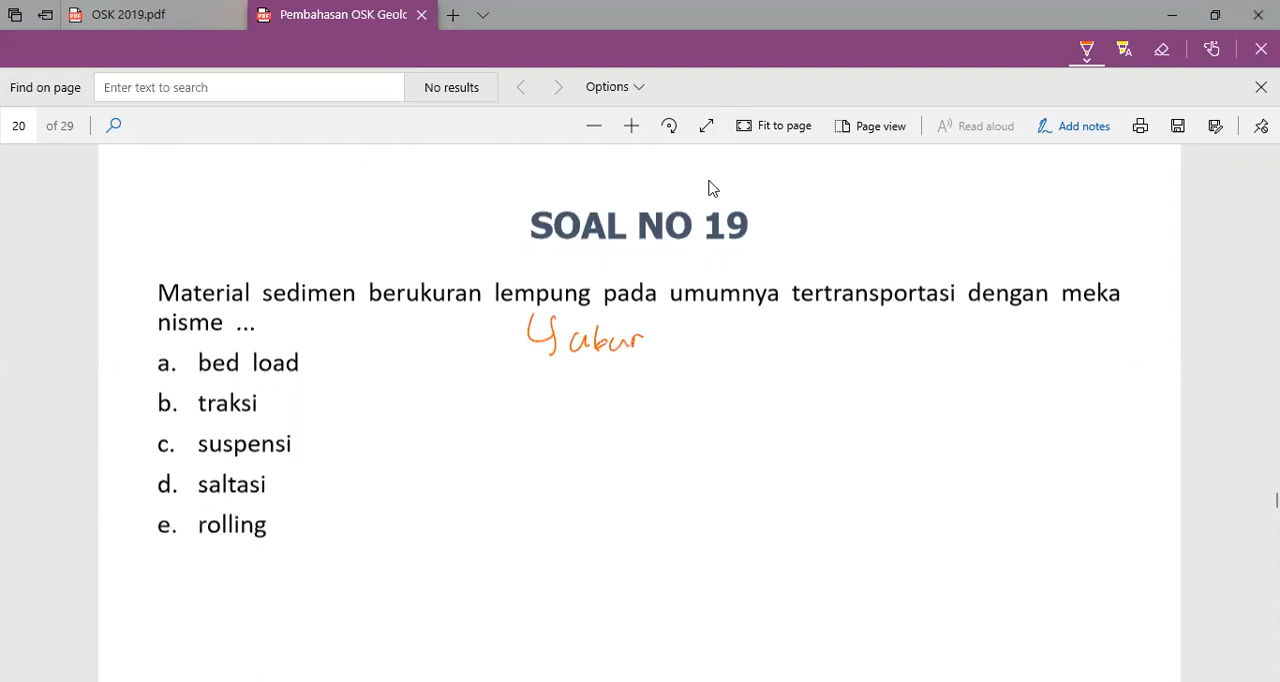 OSK 2019.pdf
Pembahasan OSK Geolo
Find on page
Enter text to search
No results
Options
20 of 29
Fit to page
Page view
Read aloud
Add notes
SOAL NO 19
Material sedimen berukuran lempung pada umumnya tertransportasi dengan meka
nisme ...
abur
a. bed load
b. traksi
c. suspensi
d. saltasi
e. rolling